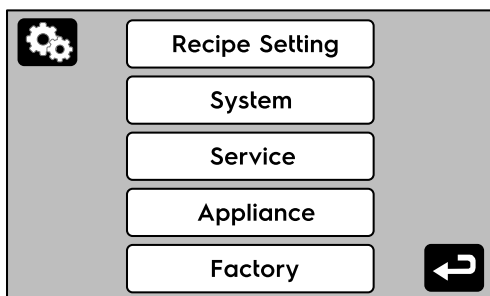 Recipe Setting
System
Service
Appliance
Factory